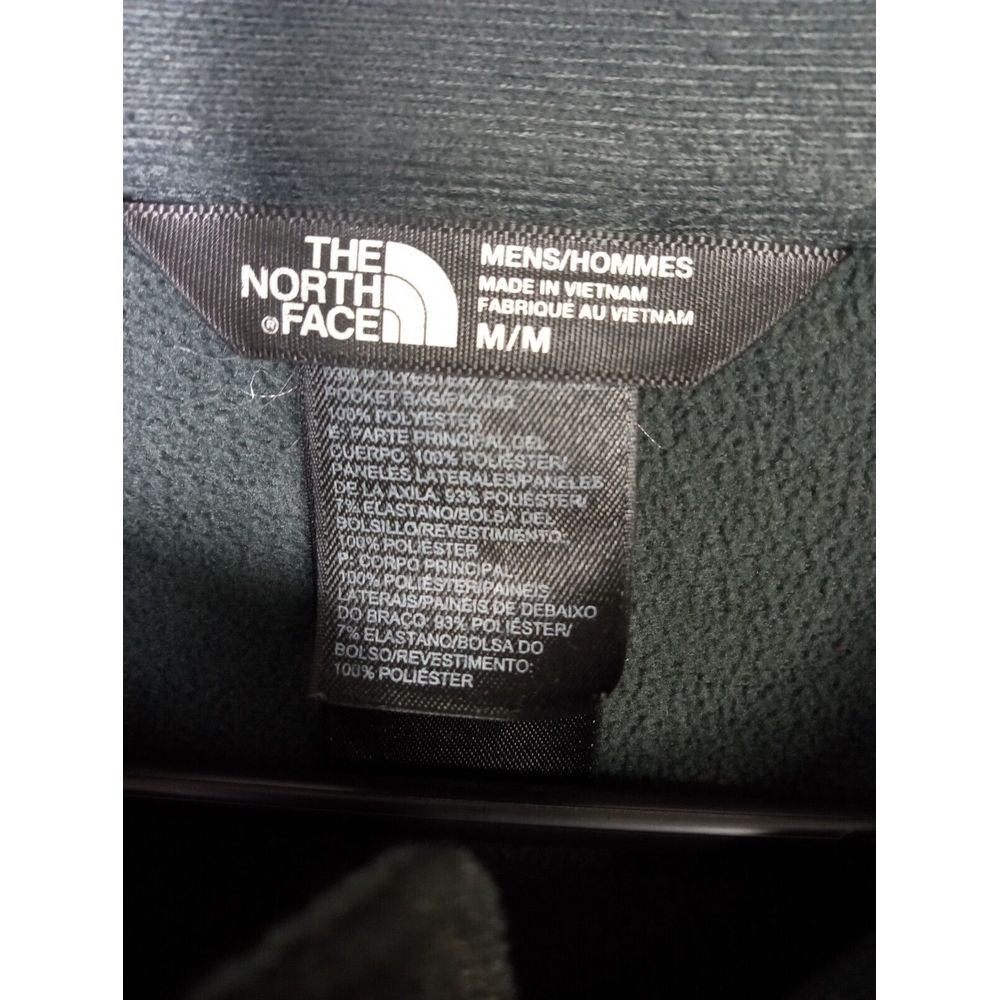 THE
NORTH
®FACE
MENS/HOMMES
MADE IN VIETNAM
FABRIQUÉ AU VIETNAM
M/M
93% POLYESTER/
POCKET BAG/FACING:
100% POLYESTER
E: PARTE PRINCIPAL DEL
CUERPO: 100% POLIÉSTER/
PANELES LATERALES/PANELES
DE LA AXILA: 93% POLIÉSTER/
7% ELASTANO/BOLSA DEL
BOLSILLO/REVESTIMIENTO:
100% POLIÉSTER
P: CORPO PRINCIPAL:
100% POLIÉSTER/PAINÉIS
LATERAIS/PAINÉIS DE DEBAIXO
DO BRAÇO: 93% POLIÉSTER/
7% ELASTANO/BOLSA DO
BOLSO/REVESTIMENTO:
100% POLIÉSTER